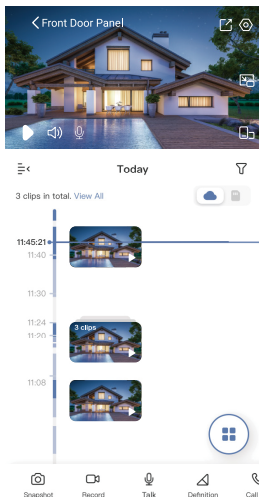 Front Door Panel
Today
3 clips in total. View All
11:45:21
11:40
11:30
11:24
3 clips
11:20
11:08
Snapshot
Record
Talk
Definition
Call